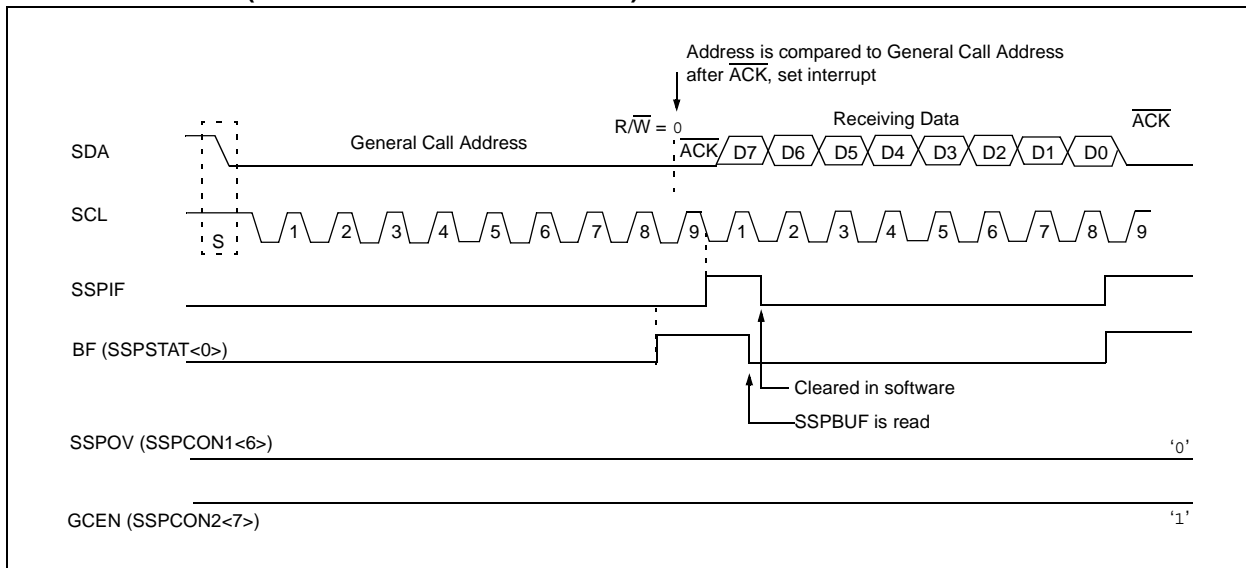 Address is compared to General Call Address
after ACK, set interrupt
R/W = 0
Receiving Data
ACK
General Call Address
SDA
ACK
D7 D6 D5 D4 D3 D2 D1 D0
SCL
S
1 2 3 4 5 6 7 8 9 1 2 3 4 5 6 7 8 9
SSPIF
BF (SSPSTAT<0>)
Cleared in software
SSPBUF is read
SSPOV (SSPCON1<6>)
‘0’
GCEN (SSPCON2<7>)
‘1’